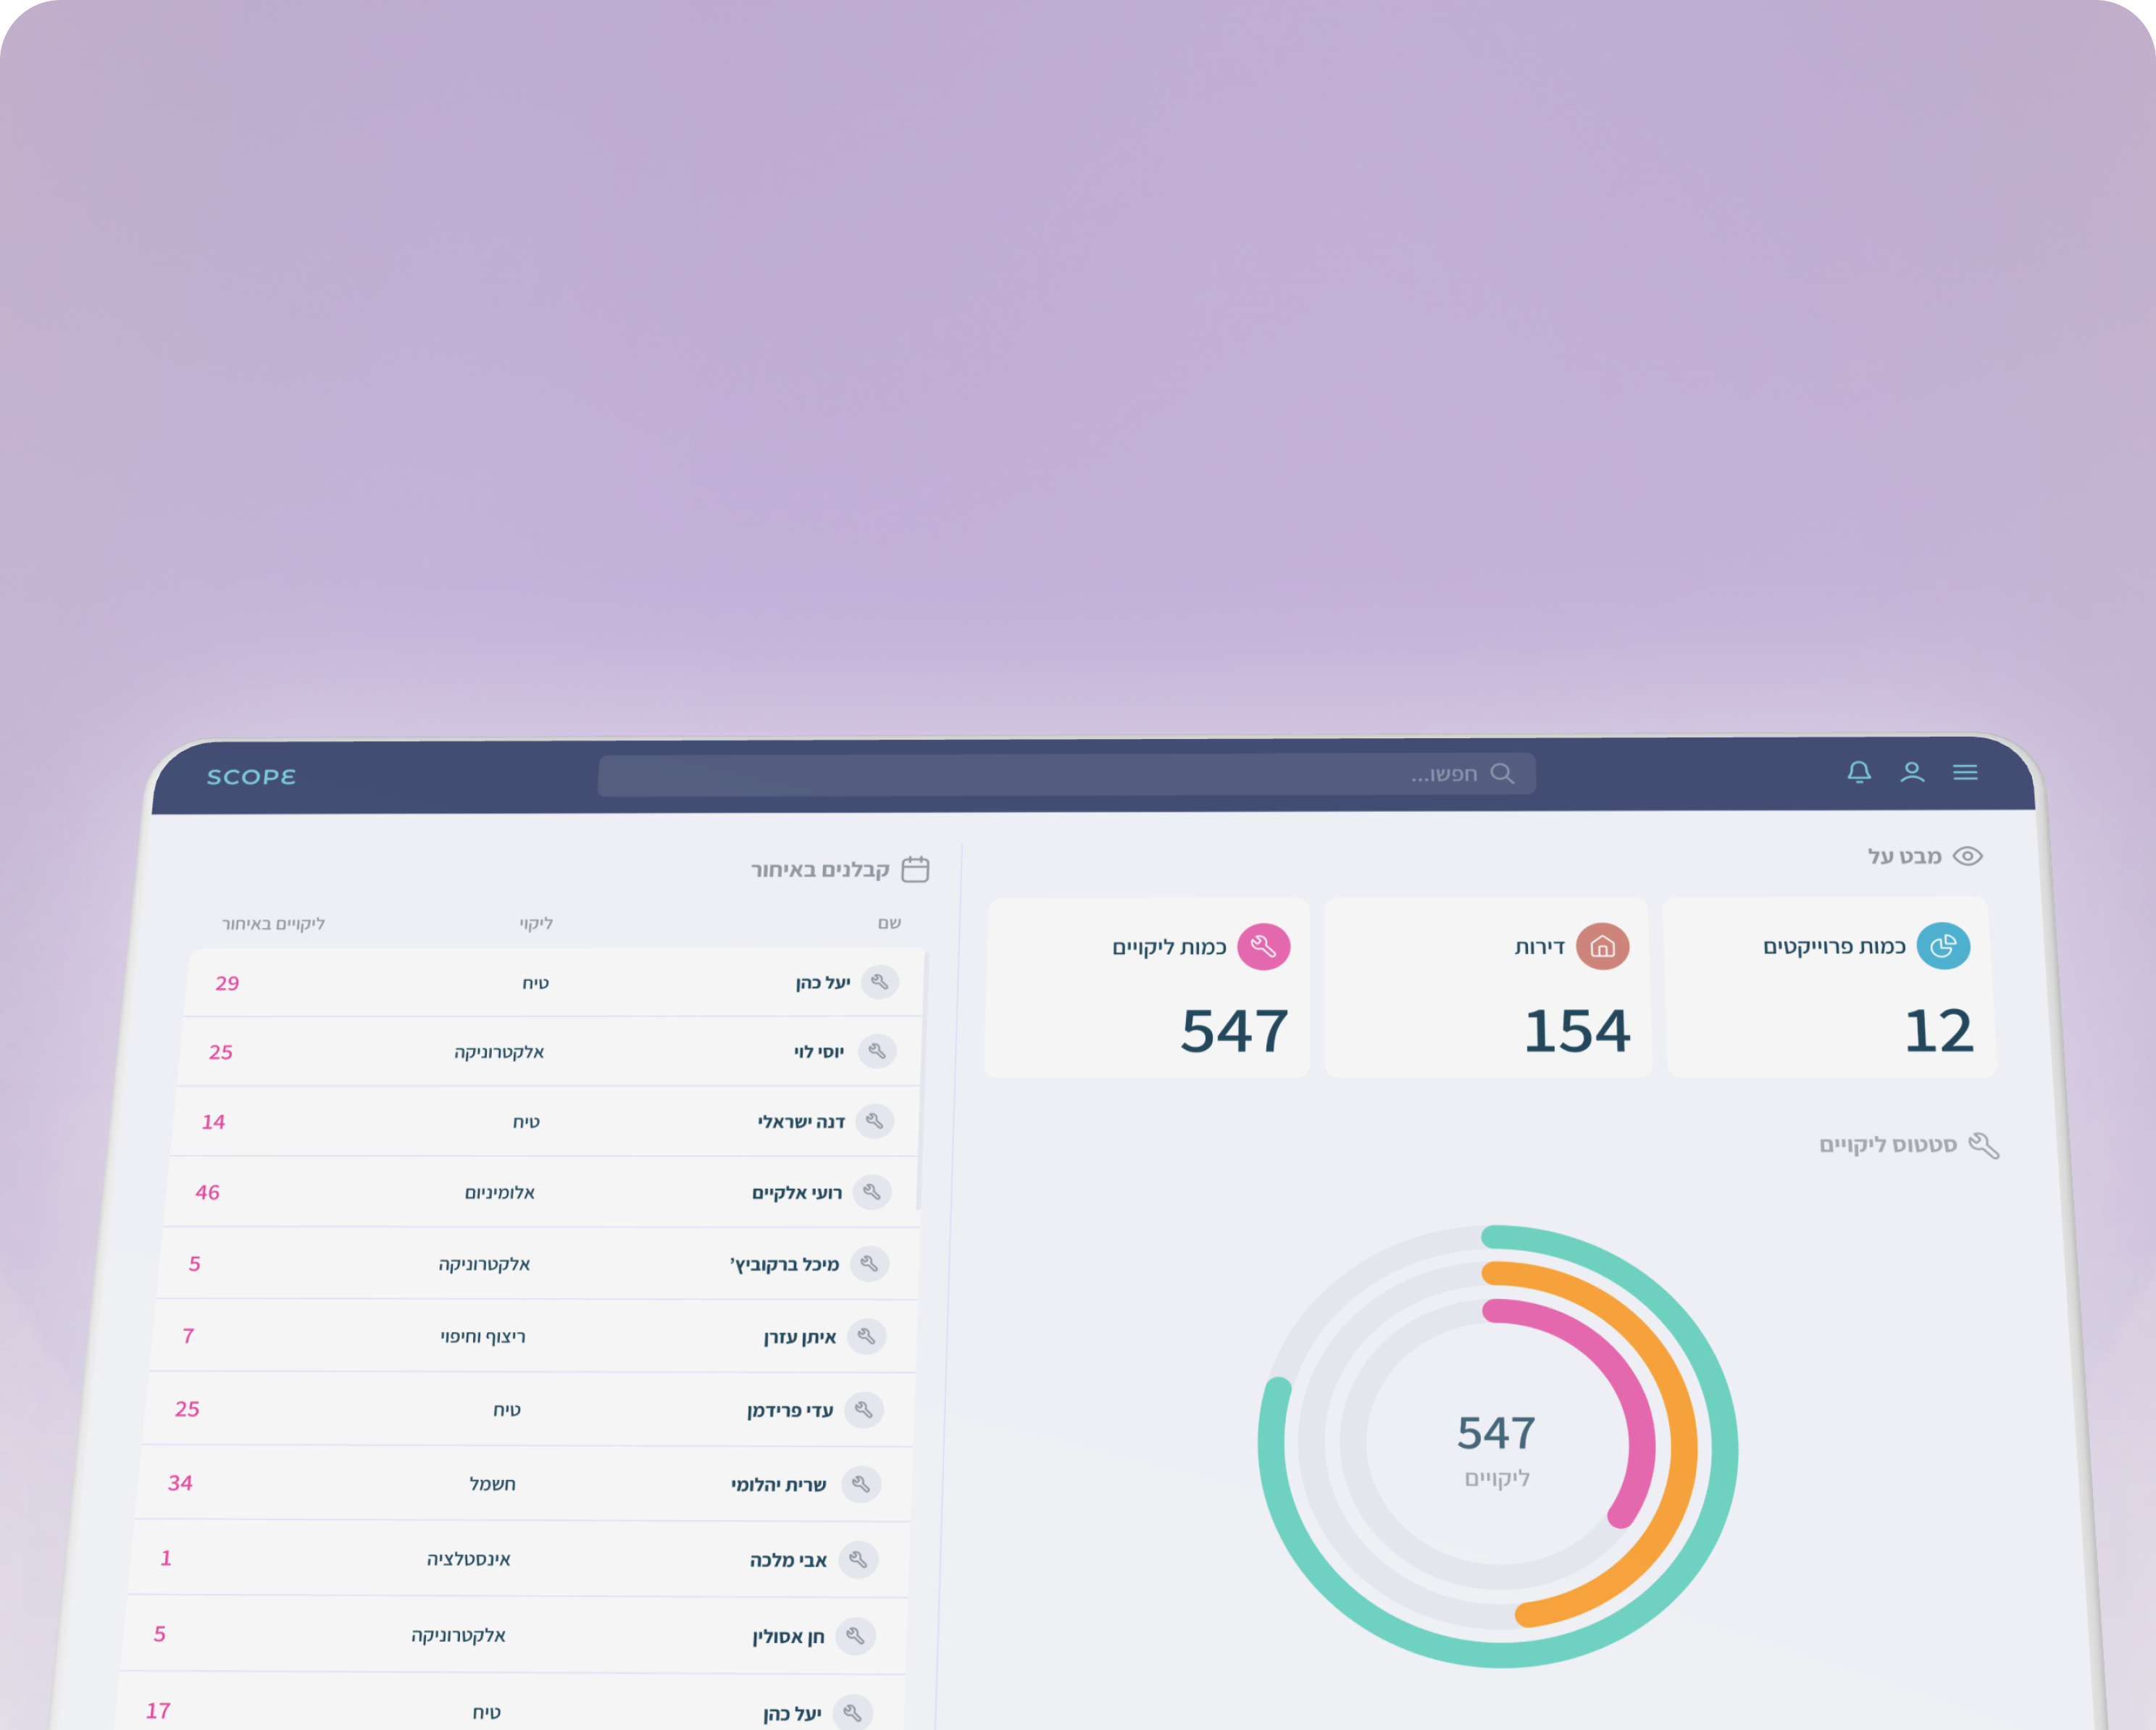 SCOPE
חפשו...
מבט על
כמות פרוייקטים
12
דירות
154
כמות ליקויים
547
סטטוס ליקויים
547
ליקויים
קבלנים באיחור
שם ליקוי ליקויים באיחור
יעל כהן טיח 29
יוסי לוי אלקטרוניקה 25
דנה ישראלי טיח 14
רועי אלקיים אלומיניום 46
מיכל ברקוביץ' אלקטרוניקה 5
איתן עזרן ריצוף וחיפוי 7
עדי פרידמן טיח 25
שרית יהלומי חשמל 34
אבי מלכה אינסטלציה 1
חן אסולין אלקטרוניקה 5
יעל כהן טיח 17